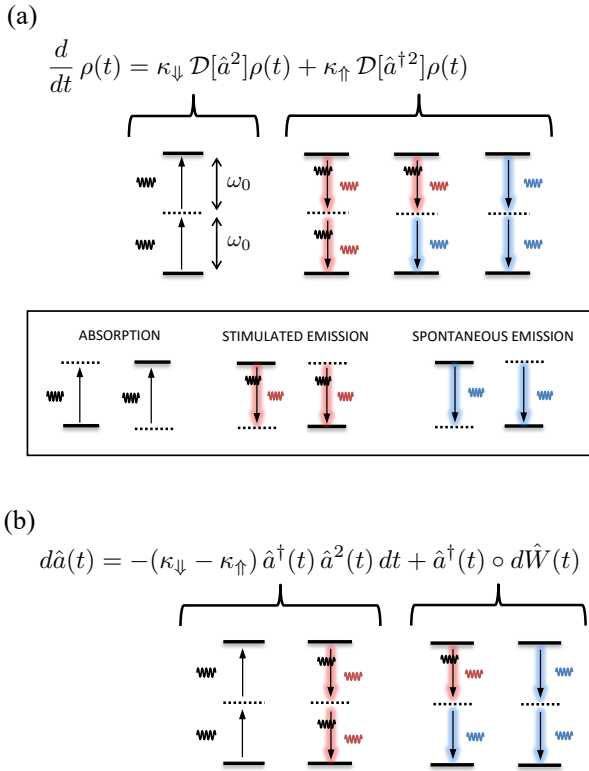 (a)
d/dt ρ(t) = κ⇓ 𝒟[â²]ρ(t) + κ⇑ 𝒟[â†²]ρ(t)
ω₀
ω₀
ABSORPTION STIMULATED EMISSION SPONTANEOUS EMISSION
(b)
dâ(t) = −(κ⇓ − κ⇑) â†(t) â²(t) dt + â†(t) ∘ dŴ(t)